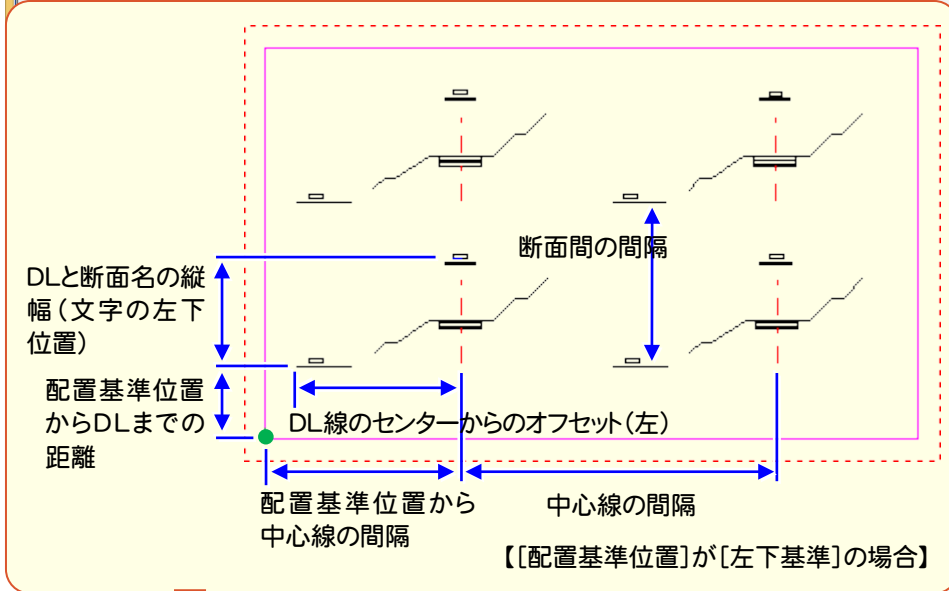 断面間の間隔
DLと断面名の縦
幅(文字の左下
位置)
配置基準位置
からDLまでの
距離
DL線のセンターからのオフセット(左)
配置基準位置から
中心線の間隔
中心線の間隔
【[配置基準位置]が[左下基準]の場合】